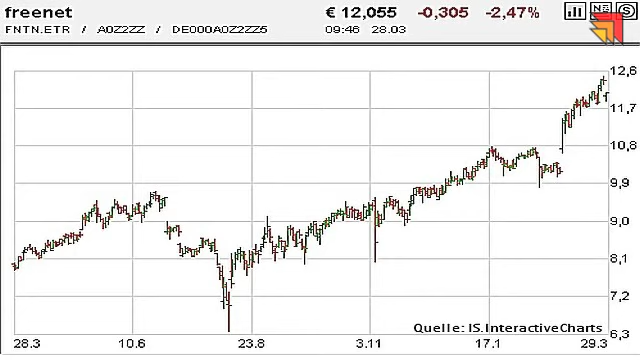 freenet € 12,055 -0,305 -2,47%
FNTN.ETR / A0Z2ZZ / DE000A0Z2ZZ5 09:46 28.03
12,6
11,7
10,8
9,9
9,0
8,1
7,2
6,3
Quelle: IS.InteractiveCharts
28.3 10.6 23.8 3.11 17.1 29.3